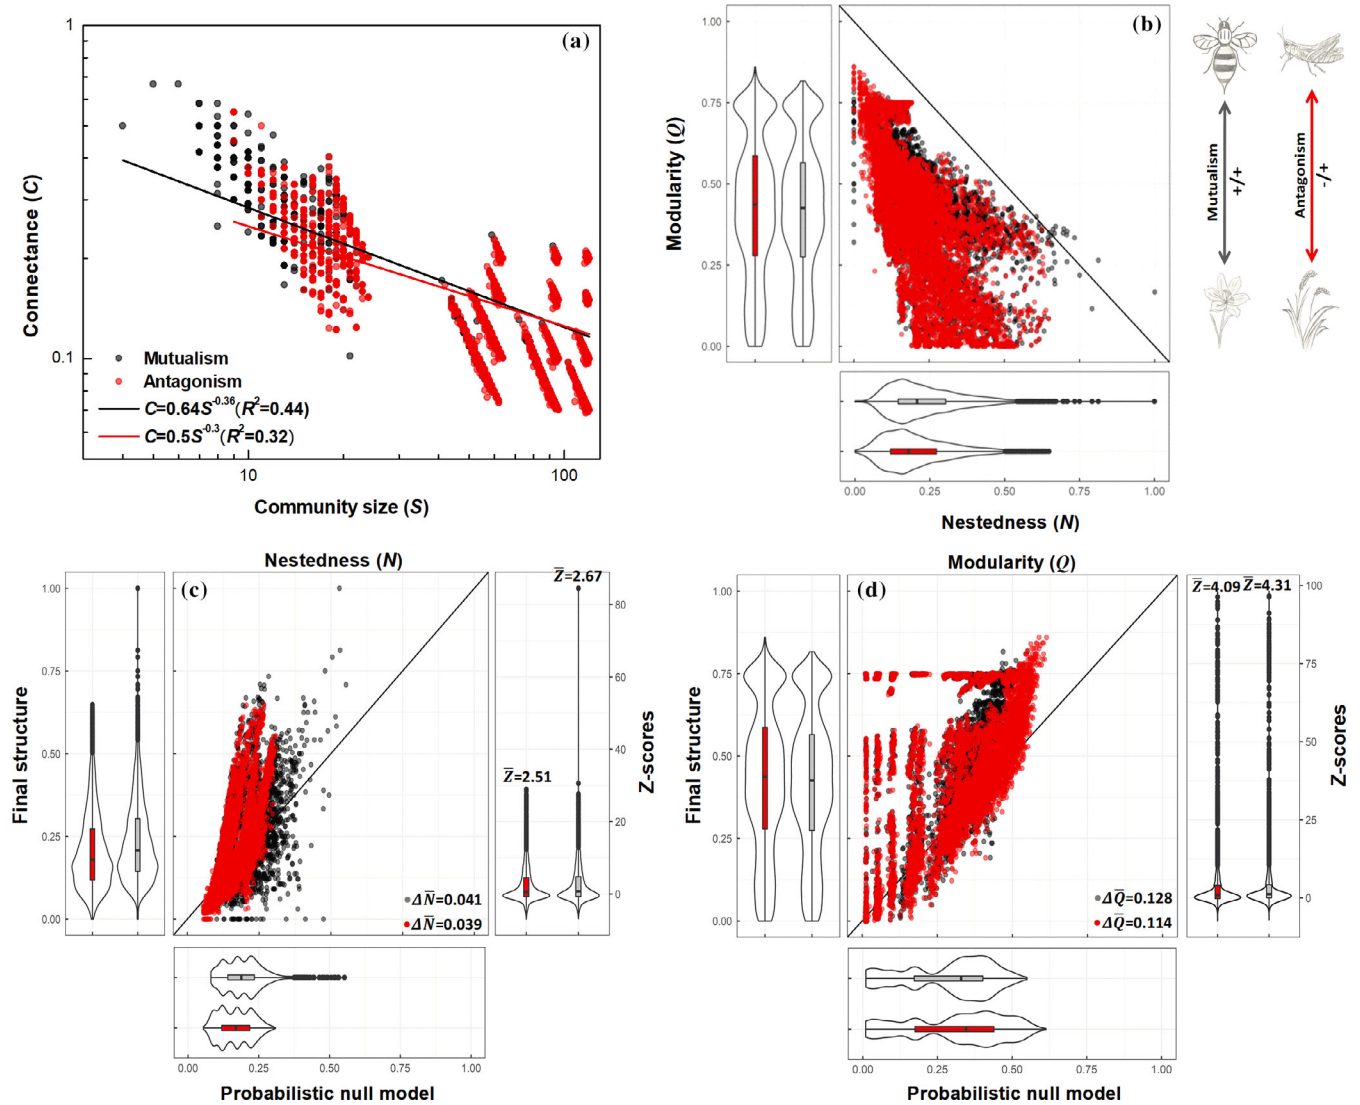 (a)
1
0.1
Connectance (C)
Mutualism
Antagonism
C=0.64S^-0.36 (R^2=0.44)
C=0.5S^-0.3 (R^2=0.32)
10
100
Community size (S)
(b)
1.00
0.75
0.50
0.25
0.00
Modularity (Q)
0.00
0.25
0.50
0.75
1.00
Nestedness (N)
Mutualism
+/+
Antagonism
-/+
Nestedness (N)
(c)
1.00
0.75
0.50
0.25
0.00
Final structure
ΔN̅=0.041
ΔN̅=0.039
Z̅=2.51
Z̅=2.67
80
60
40
20
0
Z-scores
0.00
0.25
0.50
0.75
1.00
Probabilistic null model
Modularity (Q)
(d)
1.00
0.75
0.50
0.25
0.00
Final structure
ΔQ̅=0.128
ΔQ̅=0.114
Z̅=4.09
Z̅=4.31
100
75
50
25
0
Z-scores
0.00
0.25
0.50
0.75
1.00
Probabilistic null model